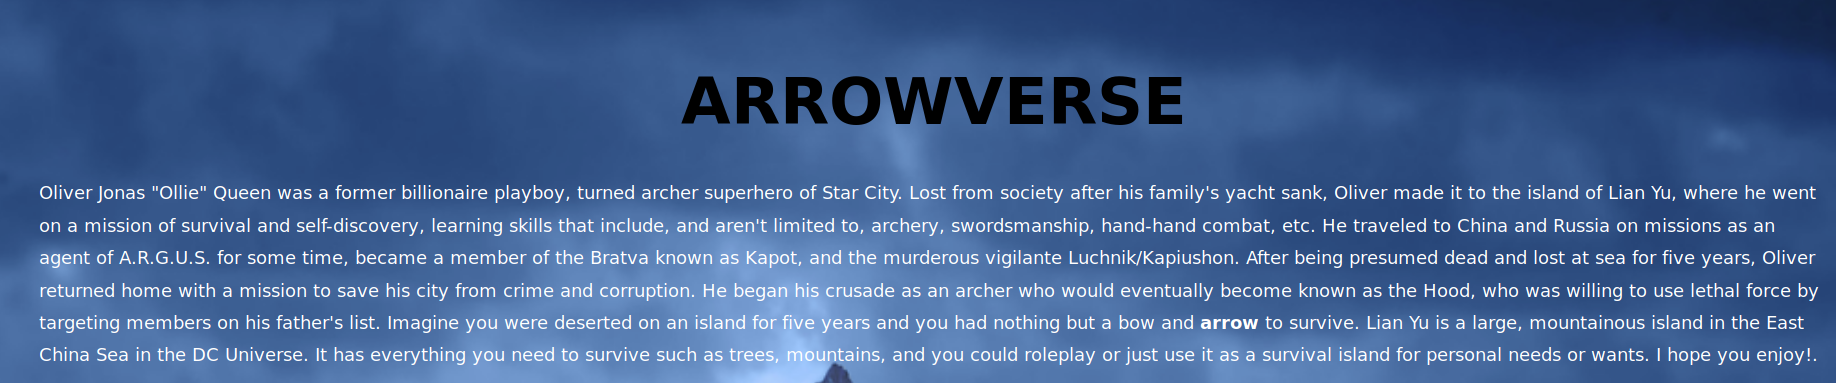 ARROWVERSE
Oliver Jonas "Ollie" Queen was a former billionaire playboy, turned archer superhero of Star City. Lost from society after his family's yacht sank, Oliver made it to the island of Lian Yu, where he went
on a mission of survival and self-discovery, learning skills that include, and aren't limited to, archery, swordsmanship, hand-hand combat, etc. He traveled to China and Russia on missions as an
agent of A.R.G.U.S. for some time, became a member of the Bratva known as Kapot, and the murderous vigilante Luchnik/Kapiushon. After being presumed dead and lost at sea for five years, Oliver
returned home with a mission to save his city from crime and corruption. He began his crusade as an archer who would eventually become known as the Hood, who was willing to use lethal force by
targeting members on his father's list. Imagine you were deserted on an island for five years and you had nothing but a bow and arrow to survive. Lian Yu is a large, mountainous island in the East
China Sea in the DC Universe. It has everything you need to survive such as trees, mountains, and you could roleplay or just use it as a survival island for personal needs or wants. I hope you enjoy!.